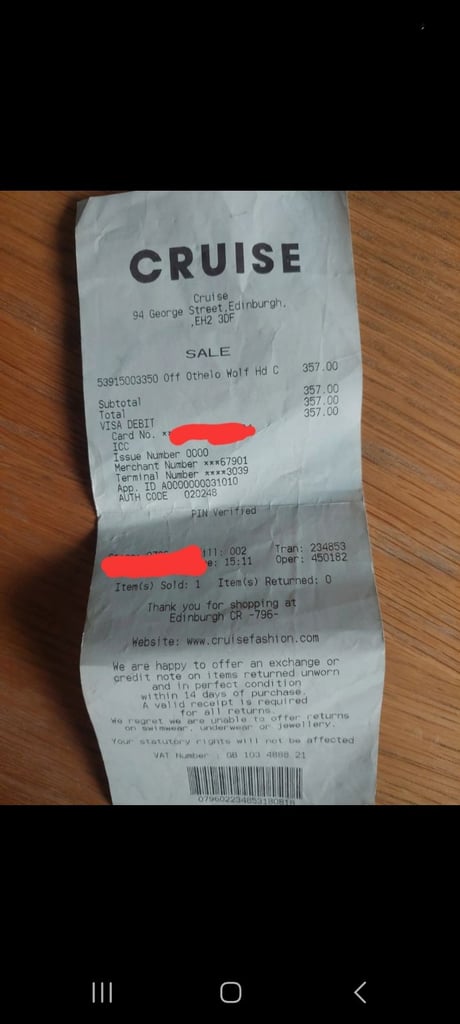 CRUISE
Cruise
94 George Street,Edinburgh,
,EH2 3DF
SALE
53915003350 Off Othelo Wolf Hd C 357.00
Subtotal 357.00
Total 357.00
VISA DEBIT 357.00
Card No. **
ICC
Issue Number 0000
Merchant Number ***67901
Terminal Number ****3039
App. ID A0000000031010
AUTH CODE 020248
PIN Verified
ill: 002 Tran: 234853
e: 15:11 Oper: 450182
Item(s) Sold: 1 Item(s) Returned: 0
Thank you for shopping at
Edinburgh CR -796-
Website: www.cruisefashion.com
We are happy to offer an exchange or
credit note on items returned unworn
and in perfect condition
within 14 days of purchase.
A valid receipt is required
for all returns.
We regret we are unable to offer returns
on swimwear, underwear or jewellery.
Your statutory rights will not be affected
VAT Number : GB 103 4888 21